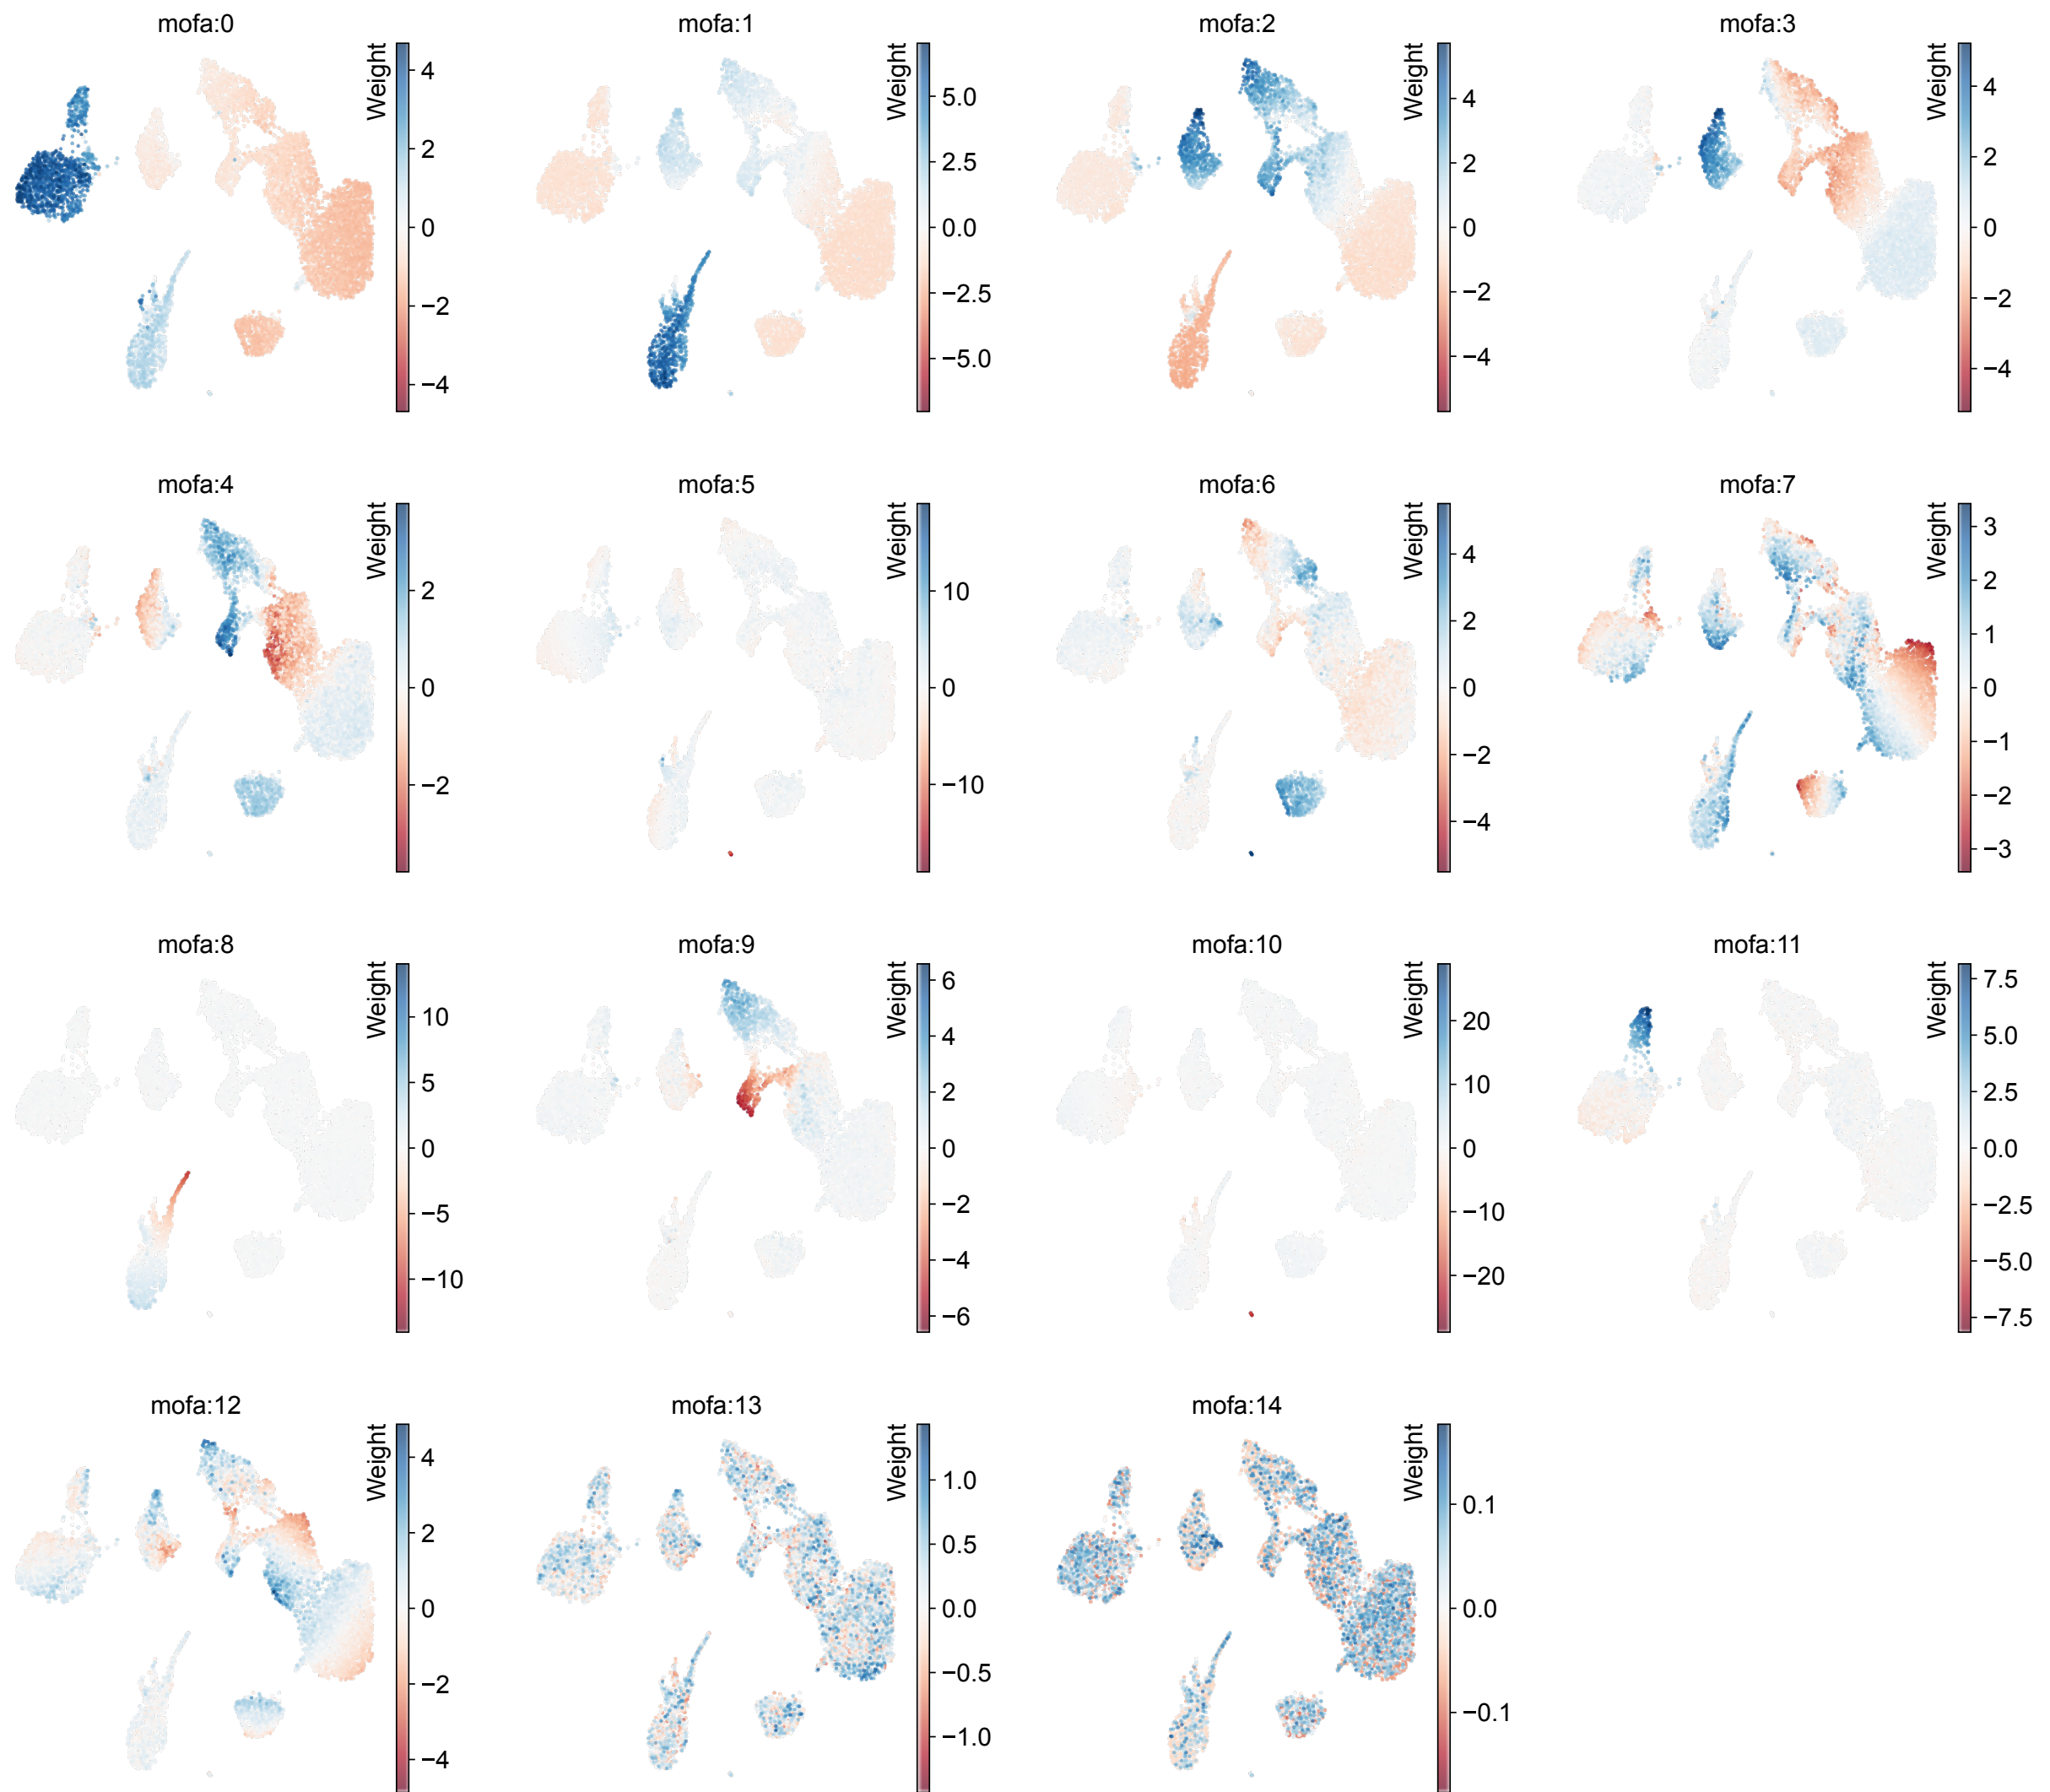 mofa:0
Weight
4
2
0
−2
−4
mofa:1
Weight
5.0
2.5
0.0
−2.5
−5.0
mofa:2
Weight
4
2
0
−2
−4
mofa:3
Weight
4
2
0
−2
−4
mofa:4
Weight
2
0
−2
mofa:5
Weight
10
0
−10
mofa:6
Weight
4
2
0
−2
−4
mofa:7
Weight
3
2
1
0
−1
−2
−3
mofa:8
Weight
10
5
0
−5
−10
mofa:9
Weight
6
4
2
0
−2
−4
−6
mofa:10
Weight
20
10
0
−10
−20
mofa:11
Weight
7.5
5.0
2.5
0.0
−2.5
−5.0
−7.5
mofa:12
Weight
4
2
0
−2
−4
mofa:13
Weight
1.0
0.5
0.0
−0.5
−1.0
mofa:14
Weight
0.1
0.0
−0.1